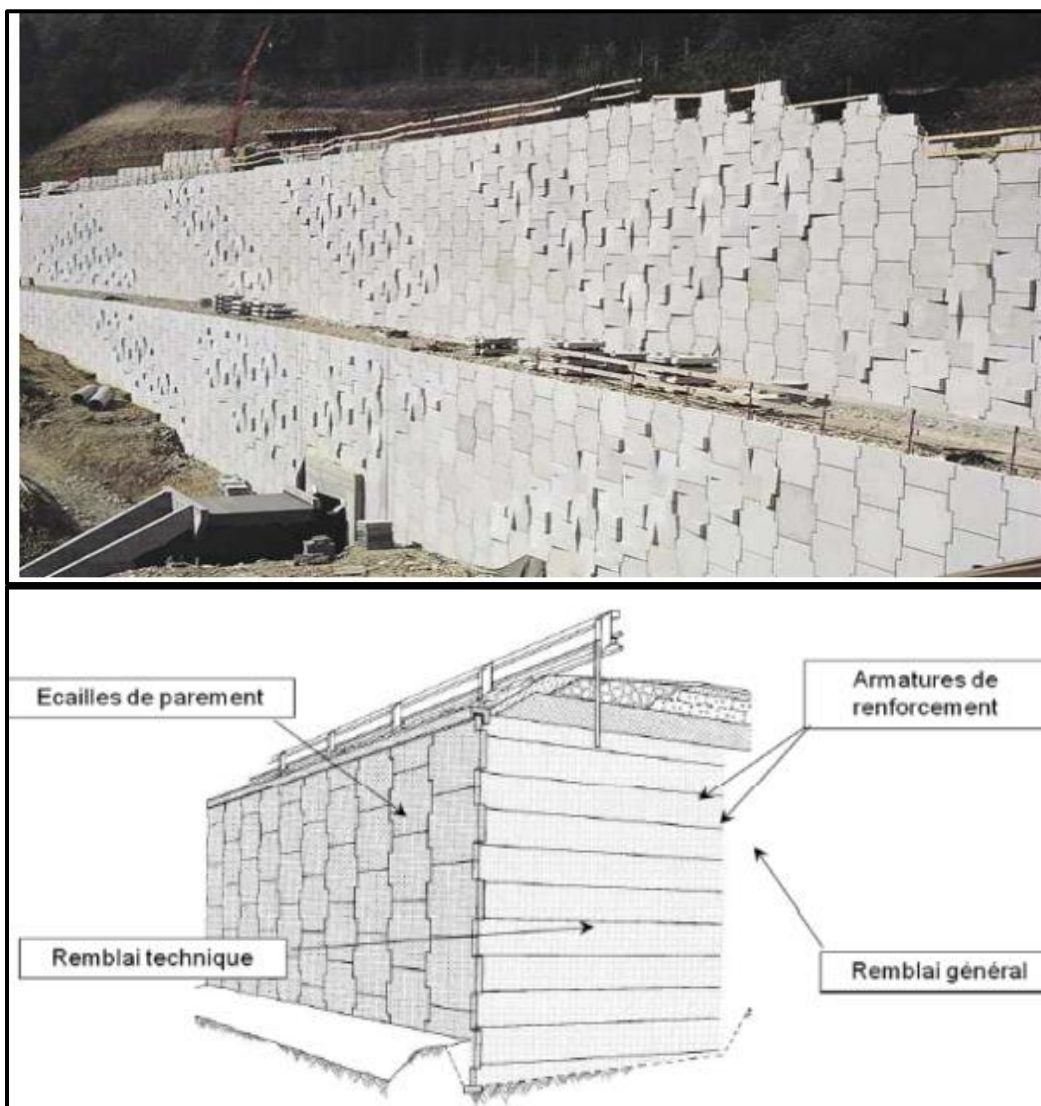 Ecailles de parement
Armatures de
renforcement
Remblai technique
Remblai général